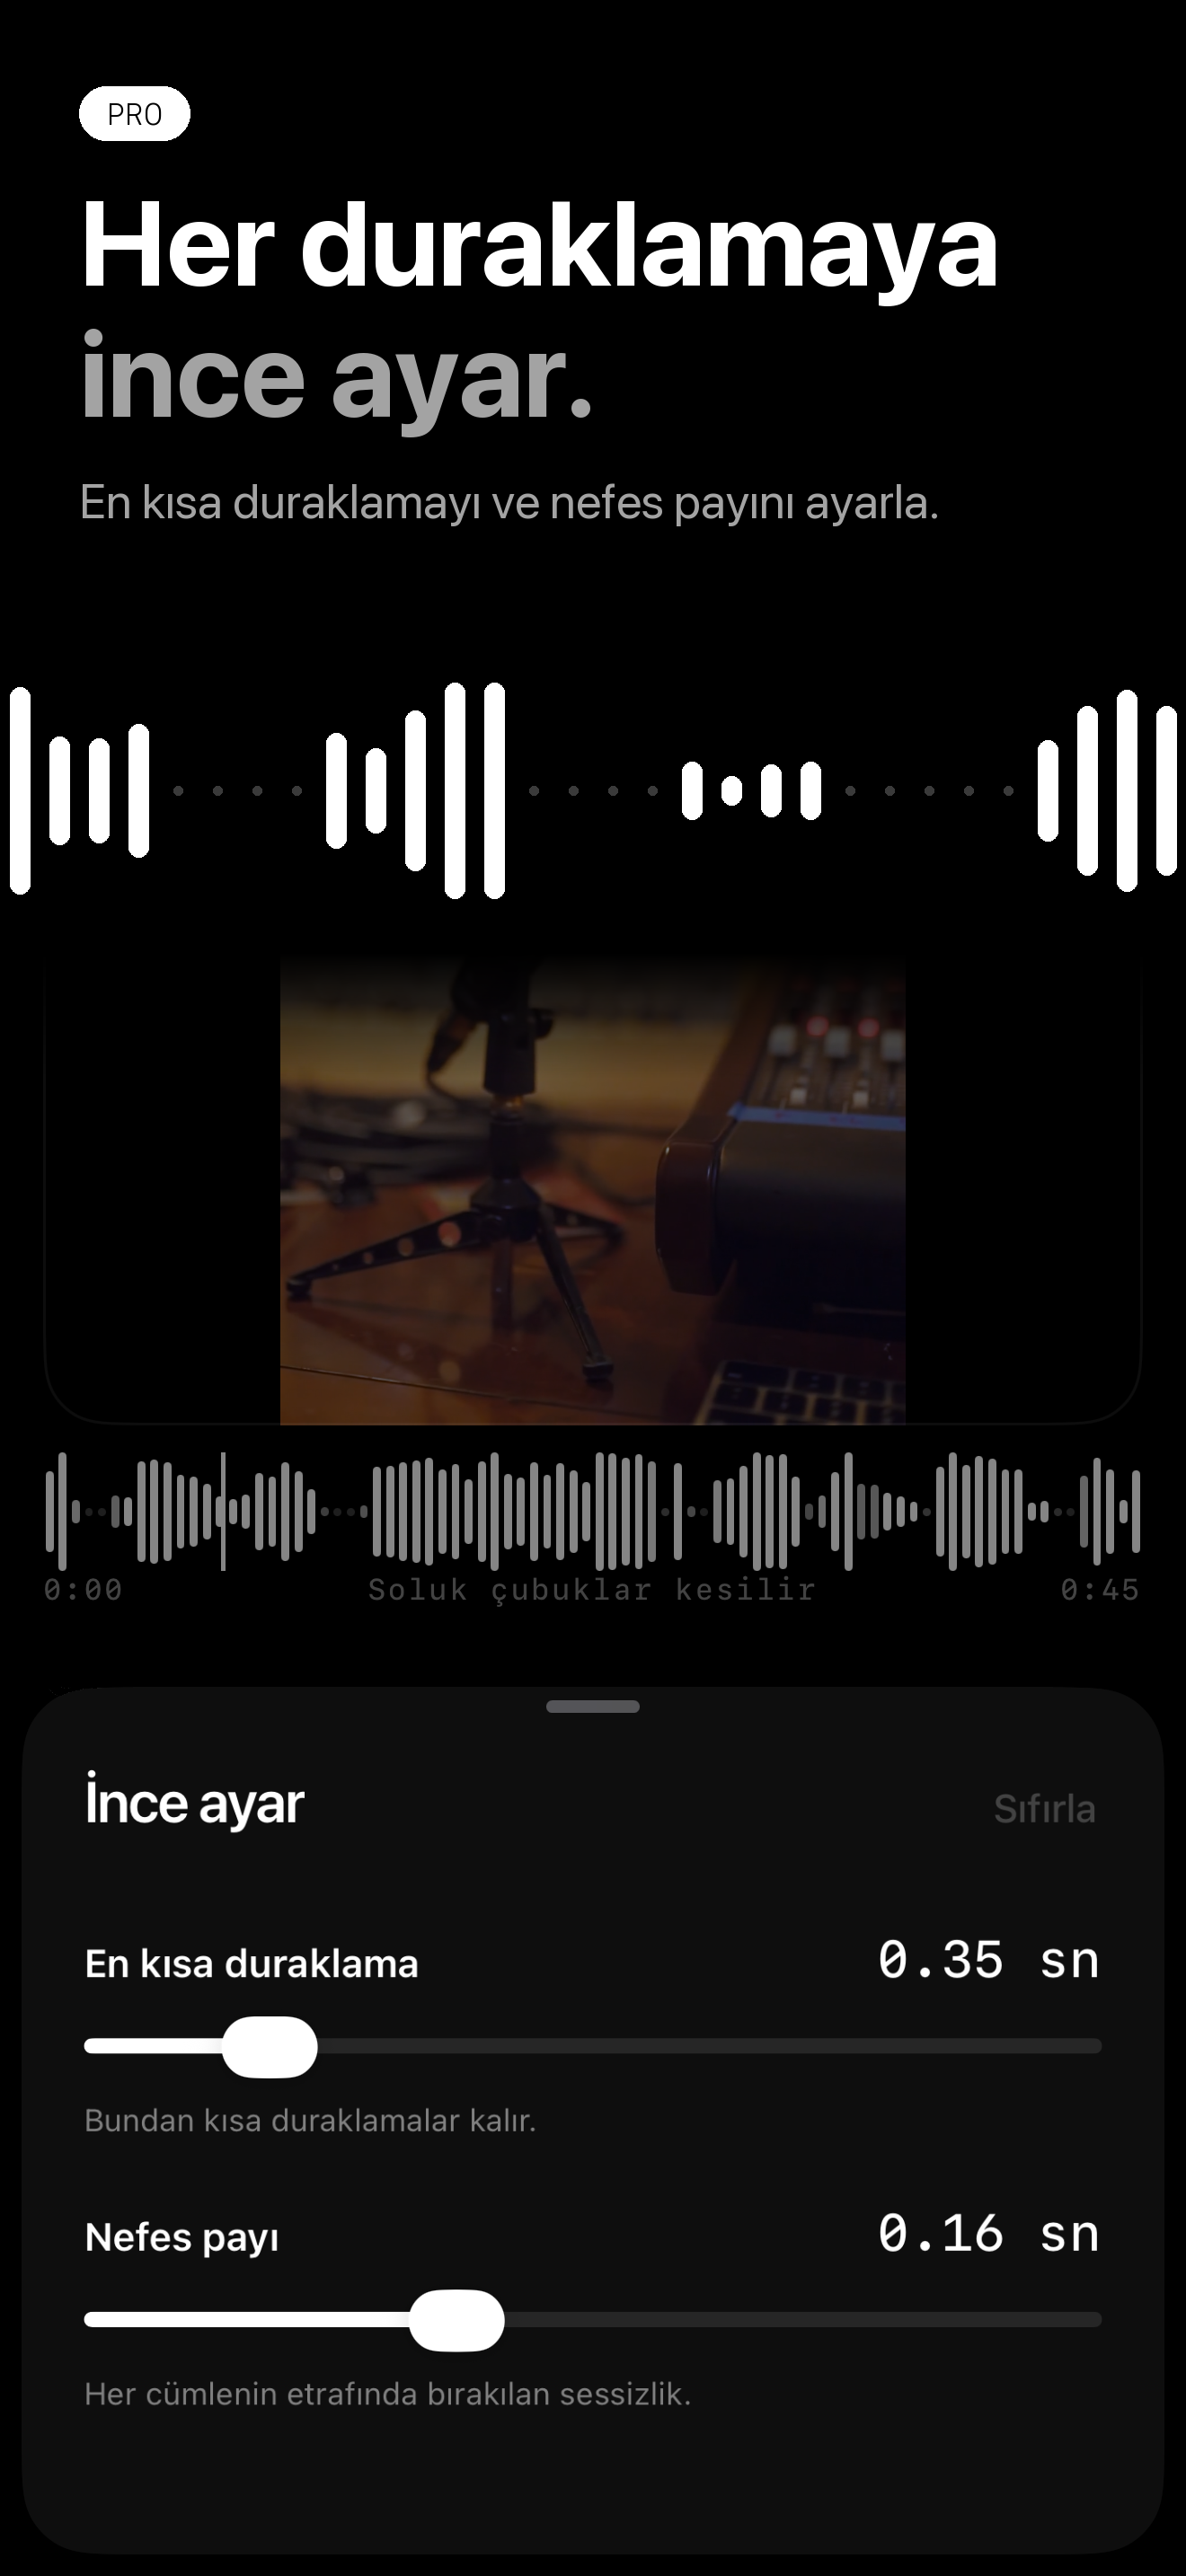 PRO
Her duraklamaya
ince ayar.
En kısa duraklamayı ve nefes payını ayarla.
0:00 Soluk çubuklar kesilir 0:45
İnce ayar Sıfırla
En kısa duraklama 0.35 sn
Bundan kısa duraklamalar kalır.
Nefes payı 0.16 sn
Her cümlenin etrafında bırakılan sessizlik.